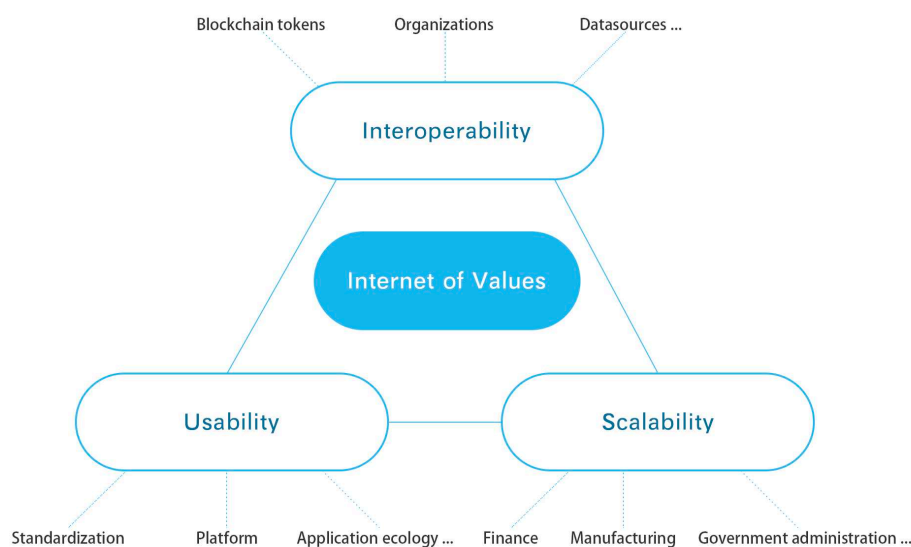 Blockchain tokens
Organizations
Datasources ...
Interoperability
Internet of Values
Usability
Scalability
Standardization
Platform
Application ecology ...
Finance
Manufacturing
Government administration ...